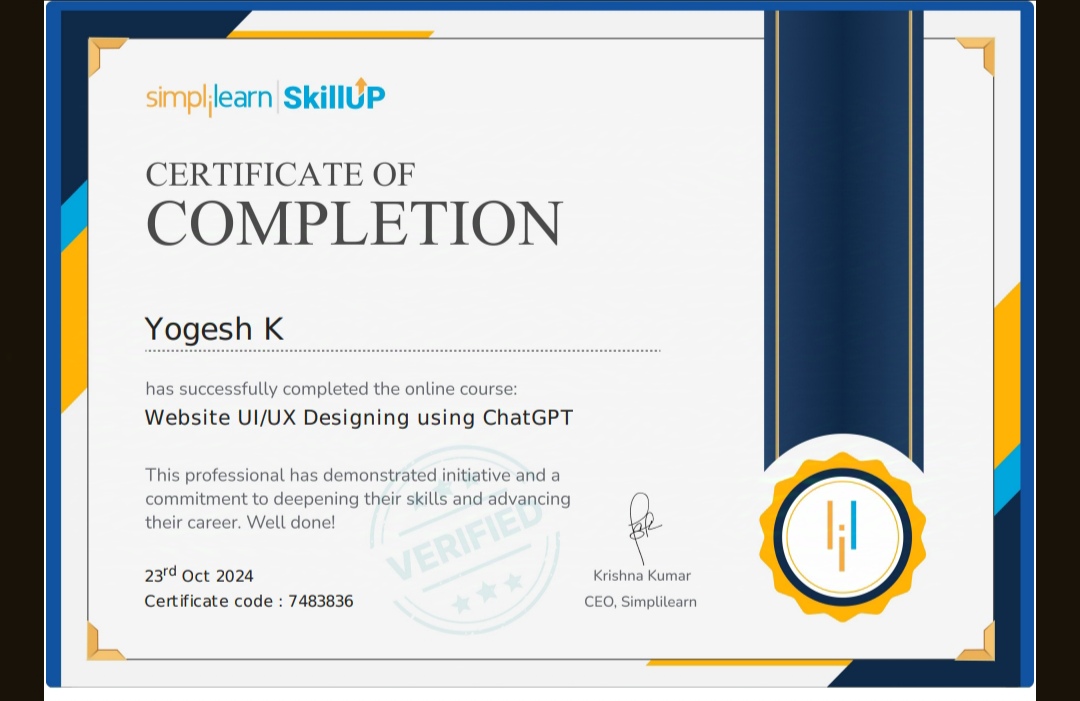 simplilearn | SkillUP
CERTIFICATE OF
COMPLETION
Yogesh K
has successfully completed the online course:
Website UI/UX Designing using ChatGPT
This professional has demonstrated initiative and a
commitment to deepening their skills and advancing
their career. Well done!
VERIFIED
23rd Oct 2024
Certificate code : 7483836
Krishna Kumar
CEO, Simplilearn